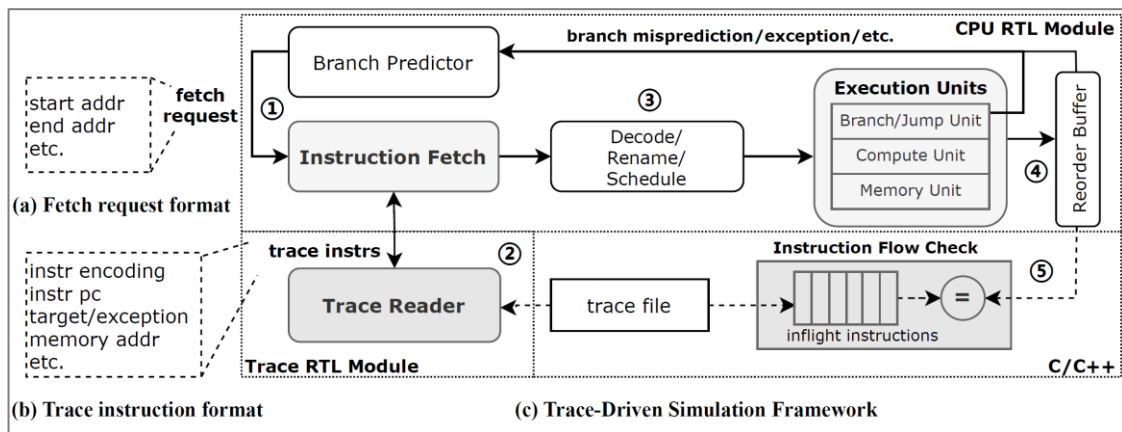 branch misprediction/exception/etc.
CPU RTL Module
Branch Predictor
fetch
request
start addr
end addr
etc.
①
③
Execution Units
Branch/Jump Unit
Compute Unit
Memory Unit
Instruction Fetch
Decode/
Rename/
Schedule
④
Reorder Buffer
(a) Fetch request format
trace instrs
②
Instruction Flow Check
⑤
instr encoding
instr pc
target/exception
memory addr
etc.
Trace Reader
trace file
=
inflight instructions
Trace RTL Module
C/C++
(b) Trace instruction format
(c) Trace-Driven Simulation Framework